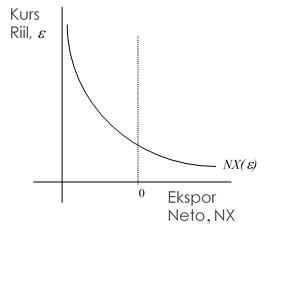 Kurs
Riil, ε
NX(ε)
0
Ekspor
Neto, NX